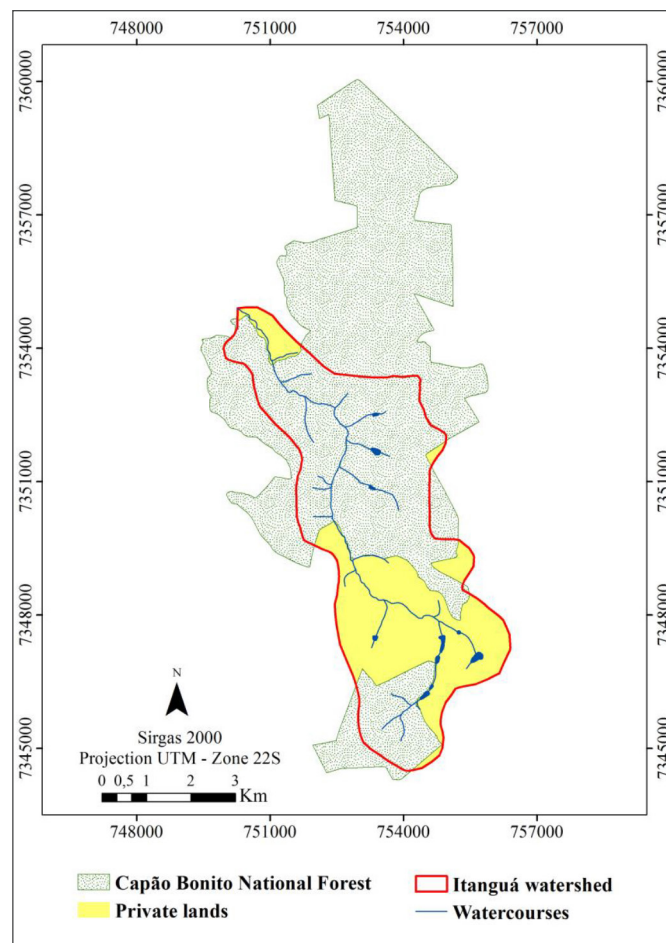 748000 751000 754000 757000
7360000 7360000
7357000 7357000
7354000 7354000
7351000 7351000
7348000 7348000
7345000 7345000
N
Sirgas 2000
Projection UTM - Zone 22S
0 0,5 1 2 3
Km
748000 751000 754000 757000
Capão Bonito National Forest Itanguá watershed
Private lands Watercourses